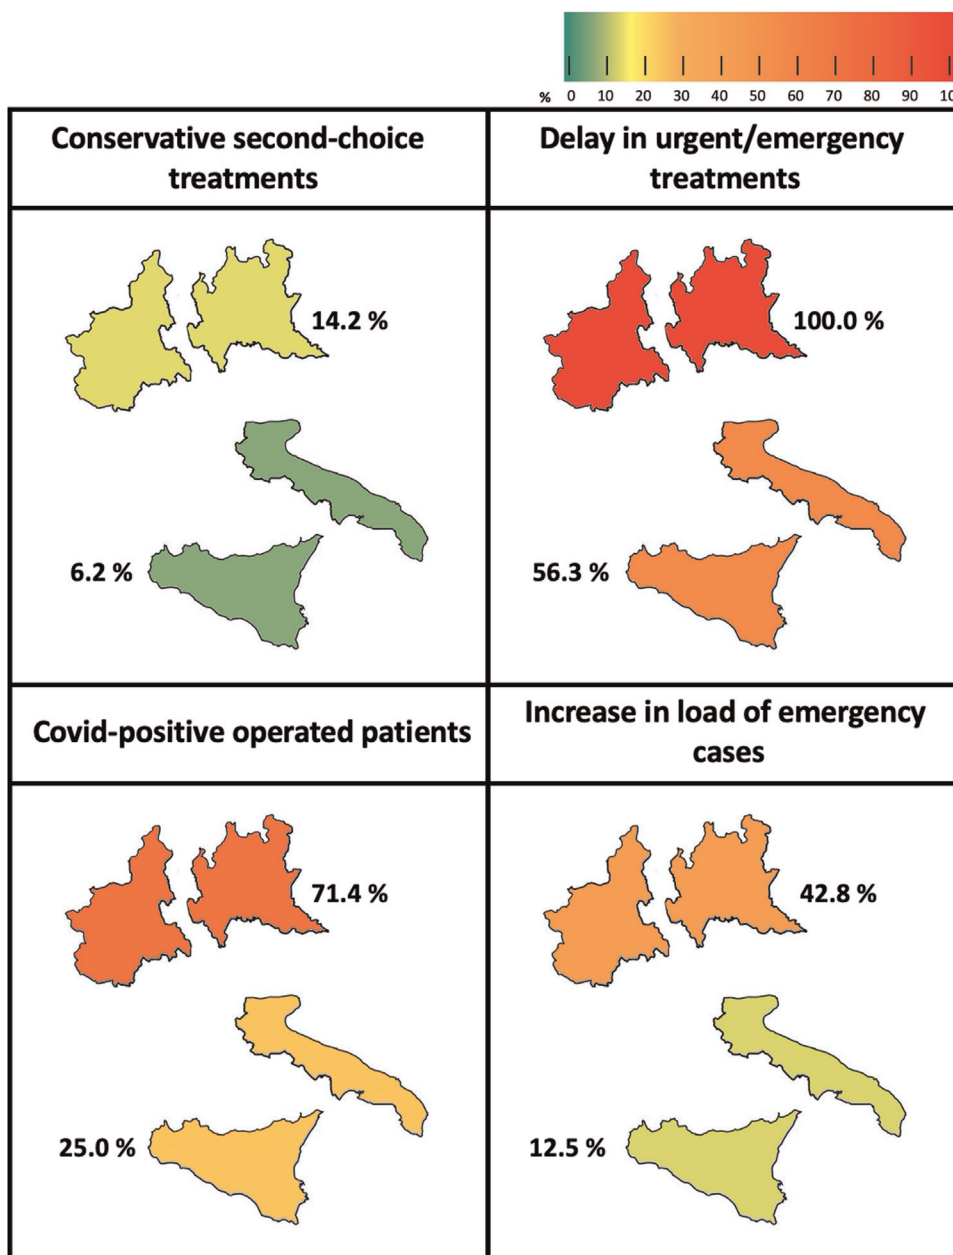 % 0 10 20 30 40 50 60 70 80 90 10
Conservative second-choice
treatments
Delay in urgent/emergency
treatments
14.2 %
100.0 %
6.2 %
56.3 %
Covid-positive operated patients
Increase in load of emergency
cases
71.4 %
42.8 %
25.0 %
12.5 %